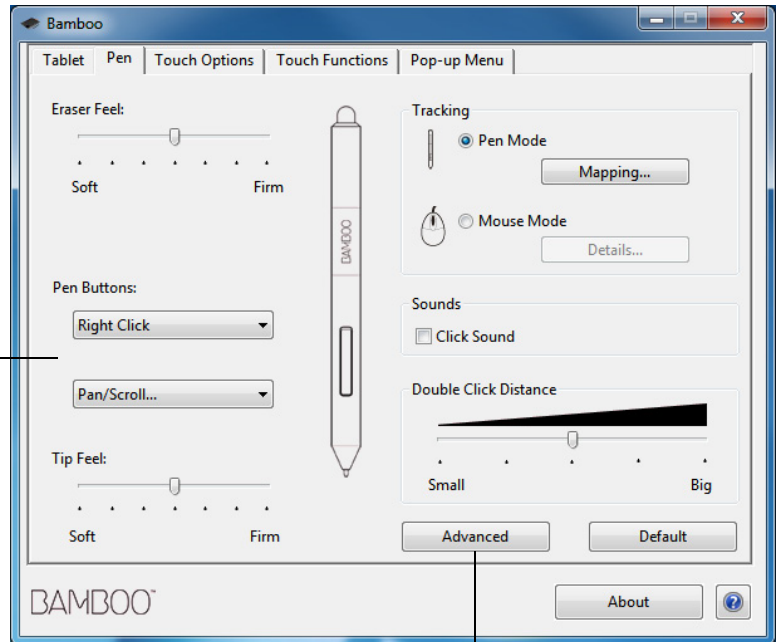 Bamboo
Tablet Pen Touch Options Touch Functions Pop-up Menu
Eraser Feel:
Soft Firm
Pen Buttons:
Right Click
Pan/Scroll...
Tip Feel:
Soft Firm
BAMBOO
Tracking
Pen Mode
Mapping...
Mouse Mode
Details...
Sounds
Click Sound
Double Click Distance
Small Big
Advanced Default
BAMBOO™ About ?